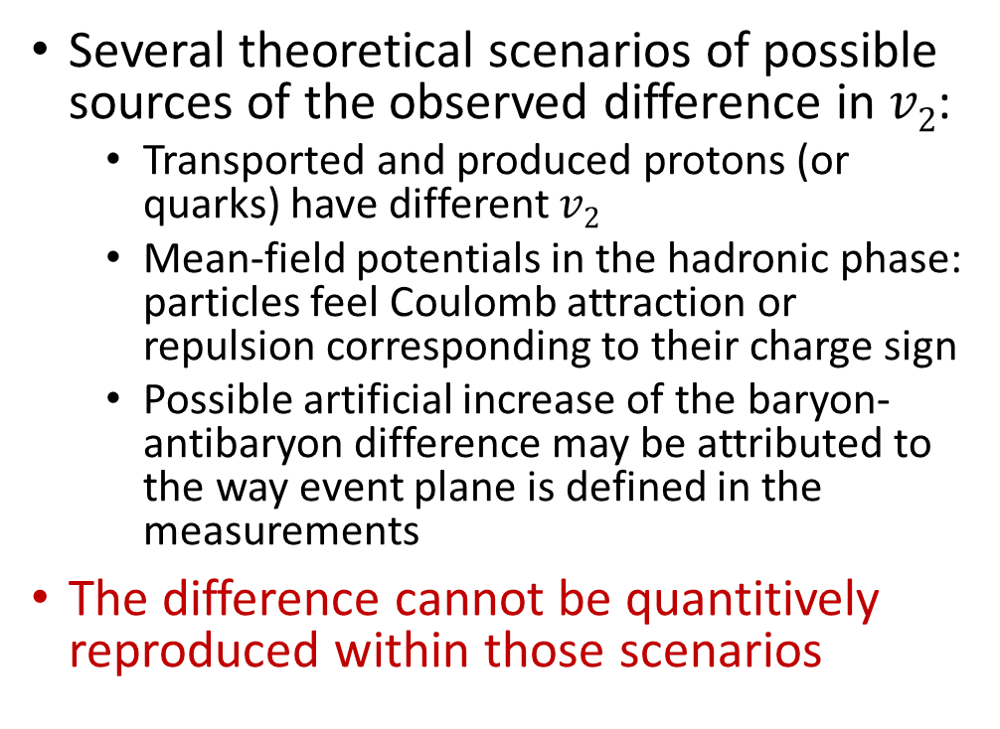 • Several theoretical scenarios of possible
sources of the observed difference in 𝑣₂:
• Transported and produced protons (or
quarks) have different 𝑣₂
• Mean-field potentials in the hadronic phase:
particles feel Coulomb attraction or
repulsion corresponding to their charge sign
• Possible artificial increase of the baryon-
antibaryon difference may be attributed to
the way event plane is defined in the
measurements
• The difference cannot be quantitively
reproduced within those scenarios